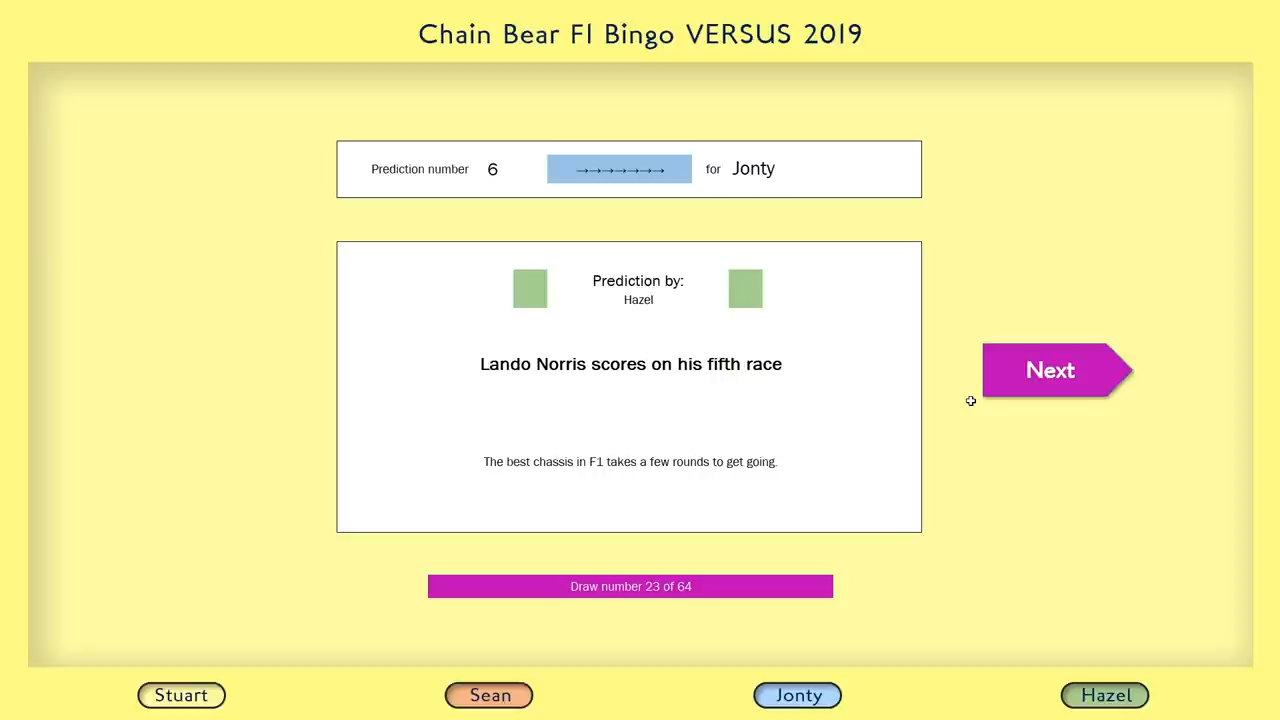 Chain Bear F1 Bingo VERSUS 2019
Prediction number 6 →→→→→→→ for Jonty
Prediction by:
Hazel
Lando Norris scores on his fifth race
Next
The best chassis in F1 takes a few rounds to get going.
Draw number 23 of 64
Stuart Sean Jonty Hazel